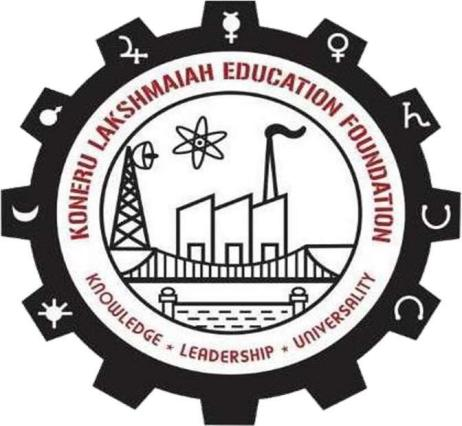 KONERU LAKSHMAIAH EDUCATION FOUNDATION
KNOWLEDGE * LEADERSHIP * UNIVERSALITY